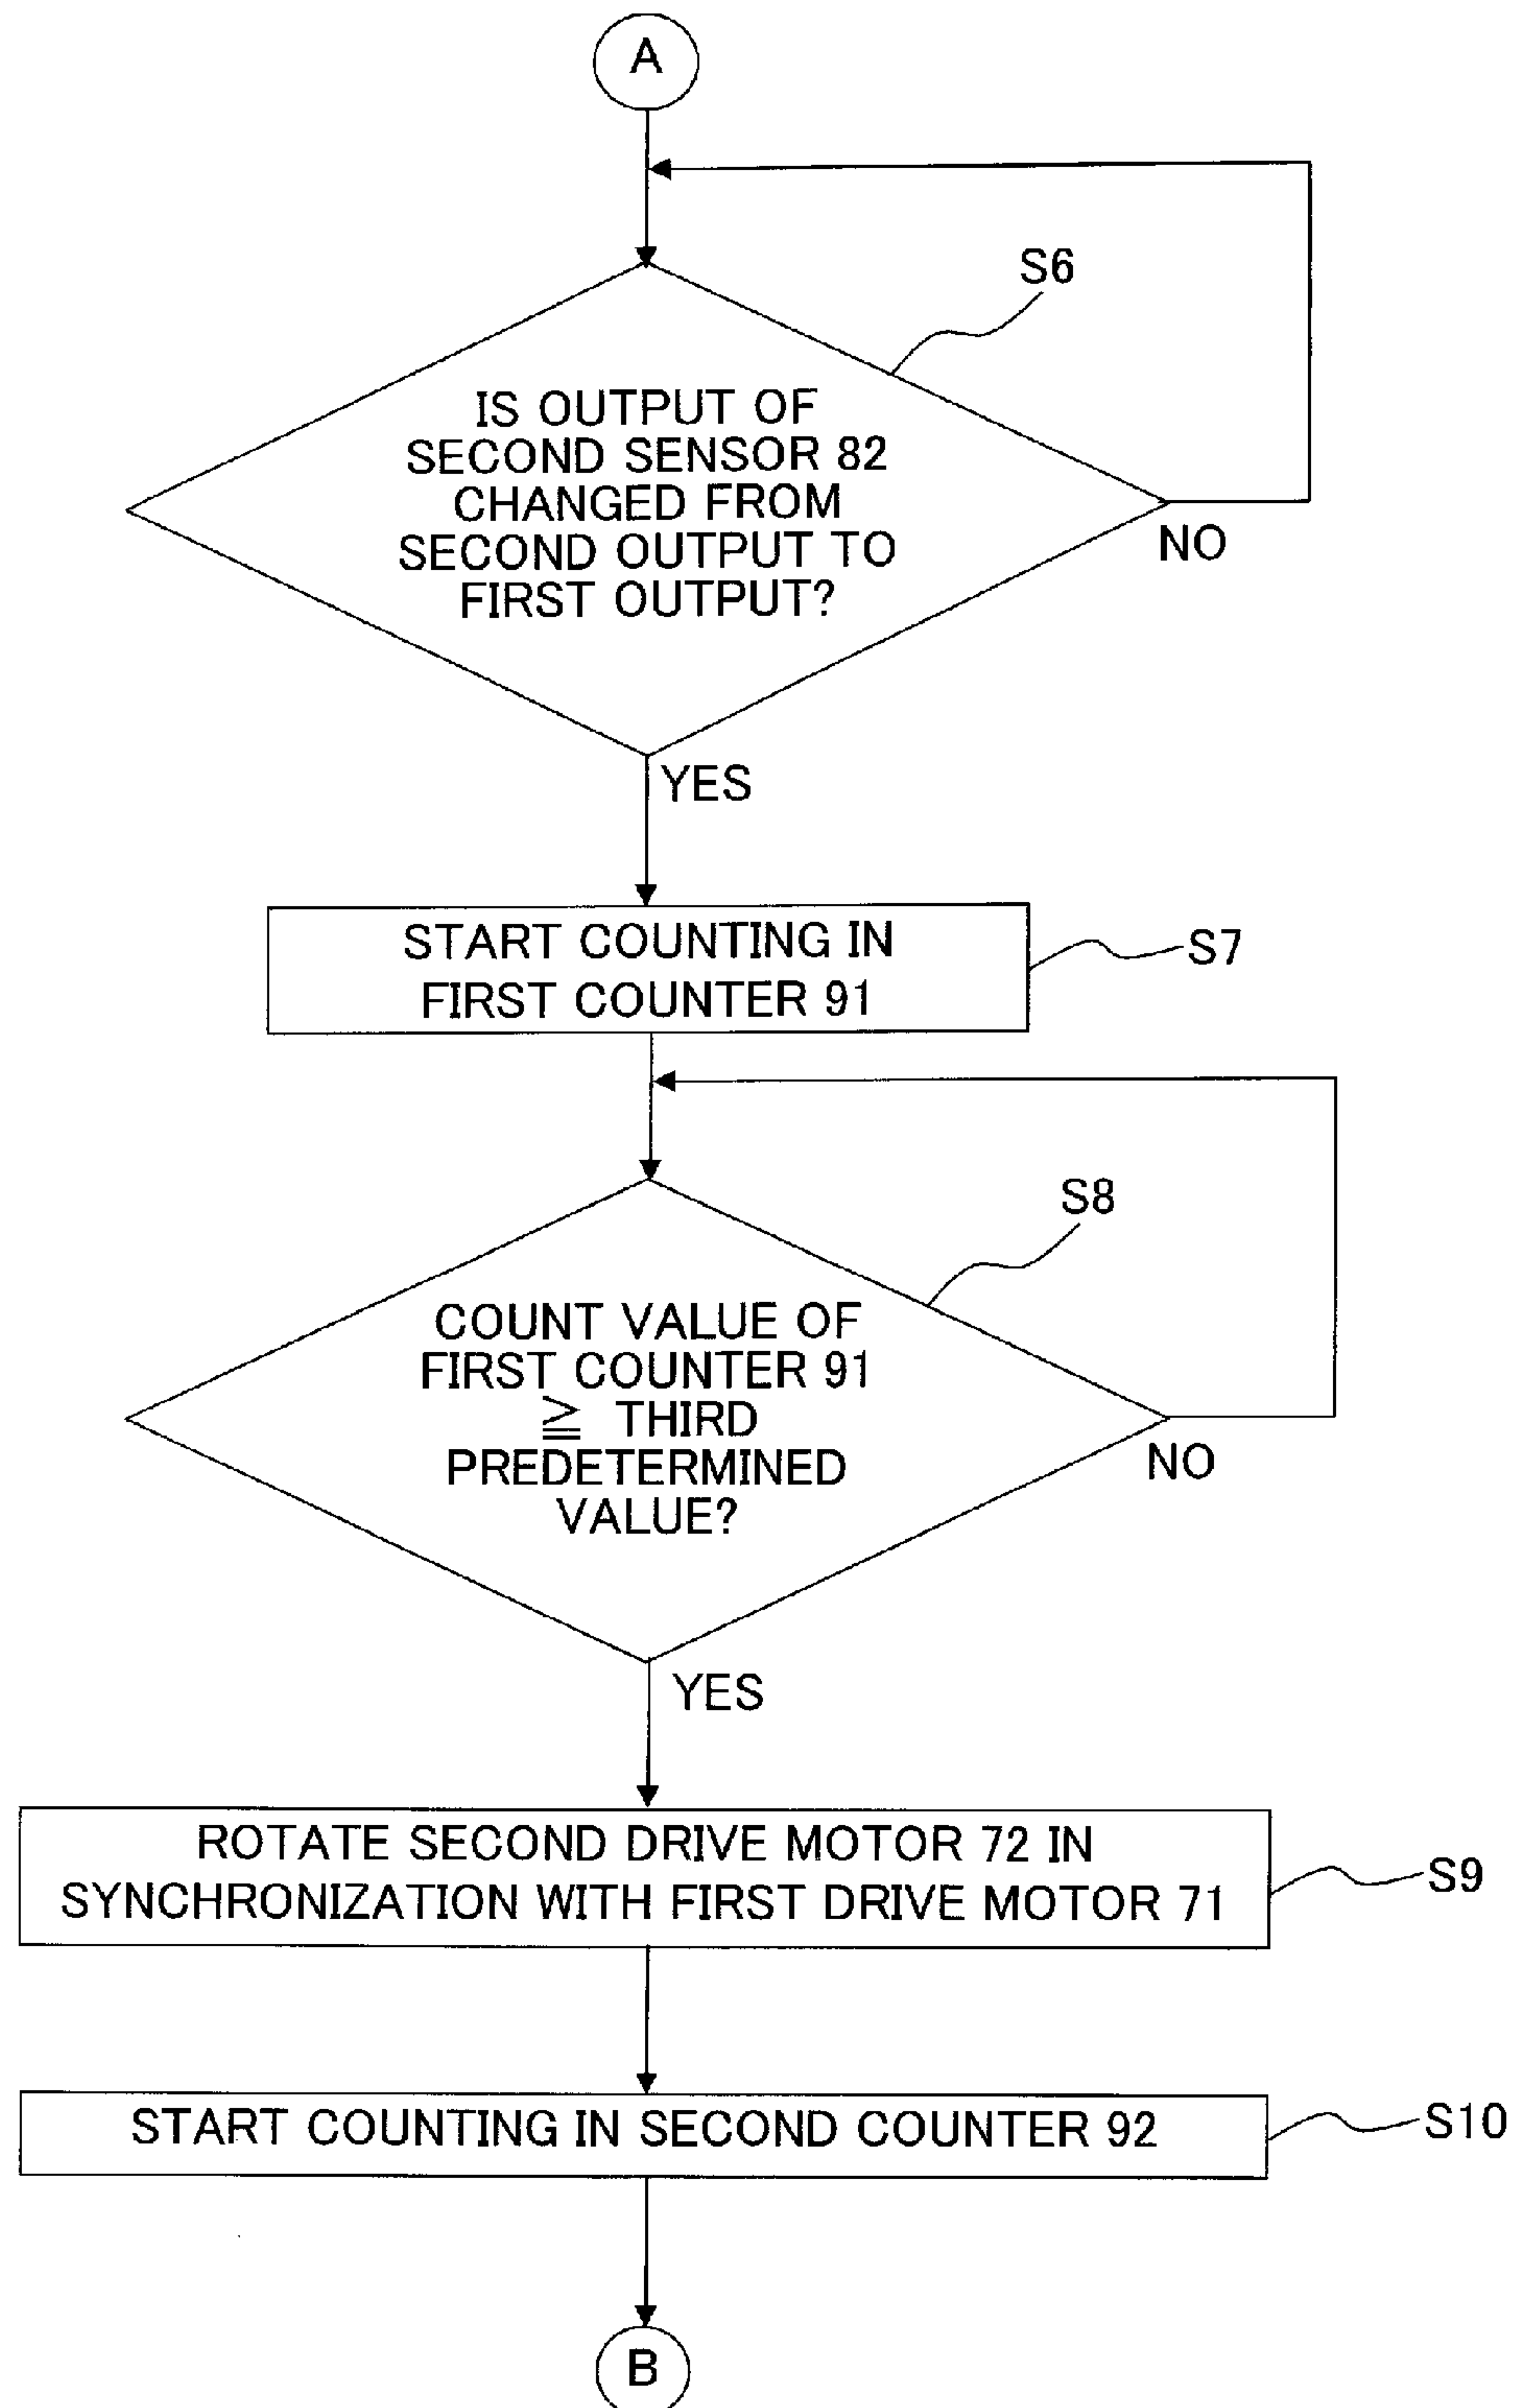 A
S6
IS OUTPUT OF
SECOND SENSOR 82
CHANGED FROM
SECOND OUTPUT TO
FIRST OUTPUT?
NO
YES
START COUNTING IN
FIRST COUNTER 91
S7
S8
COUNT VALUE OF
FIRST COUNTER 91
≧ THIRD
PREDETERMINED
VALUE?
NO
YES
ROTATE SECOND DRIVE MOTOR 72 IN
SYNCHRONIZATION WITH FIRST DRIVE MOTOR 71
S9
START COUNTING IN SECOND COUNTER 92
S10
B